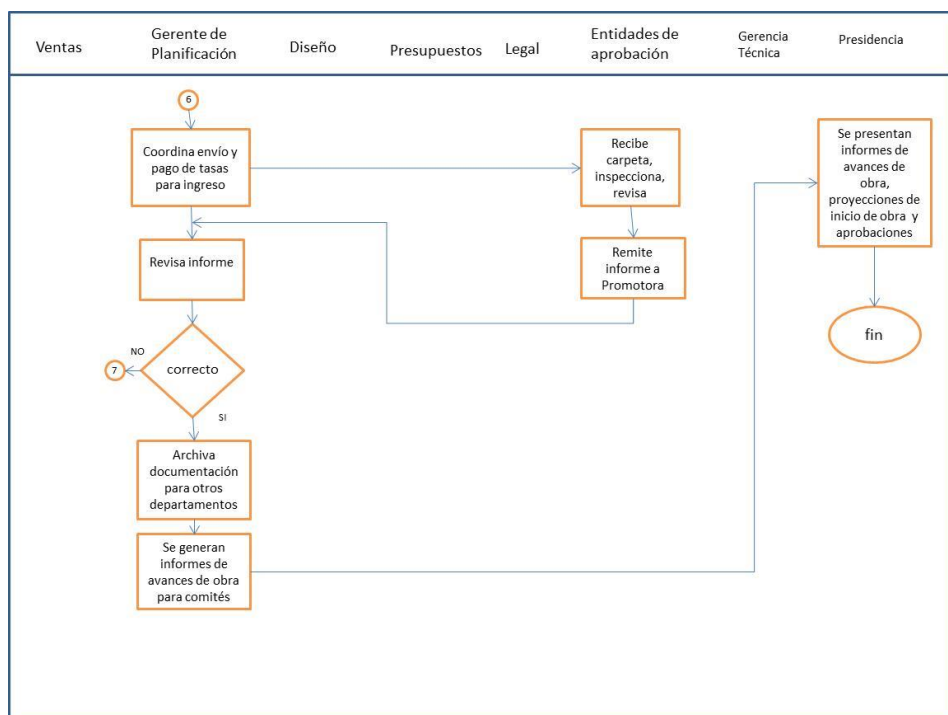 Ventas
Gerente de
Planificación
Diseño
Presupuestos
Legal
Entidades de
aprobación
Gerencia
Técnica
Presidencia
6
Coordina envío y
pago de tasas
para ingreso
Recibe
carpeta,
inspecciona,
revisa
Se presentan
informes de
avances de
obra,
proyecciones de
inicio de obra y
aprobaciones
Revisa informe
Remite
informe a
Promotora
fin
NO
7
correcto
SI
Archiva
documentación
para otros
departamentos
Se generan
informes de
avances de obra
para comités